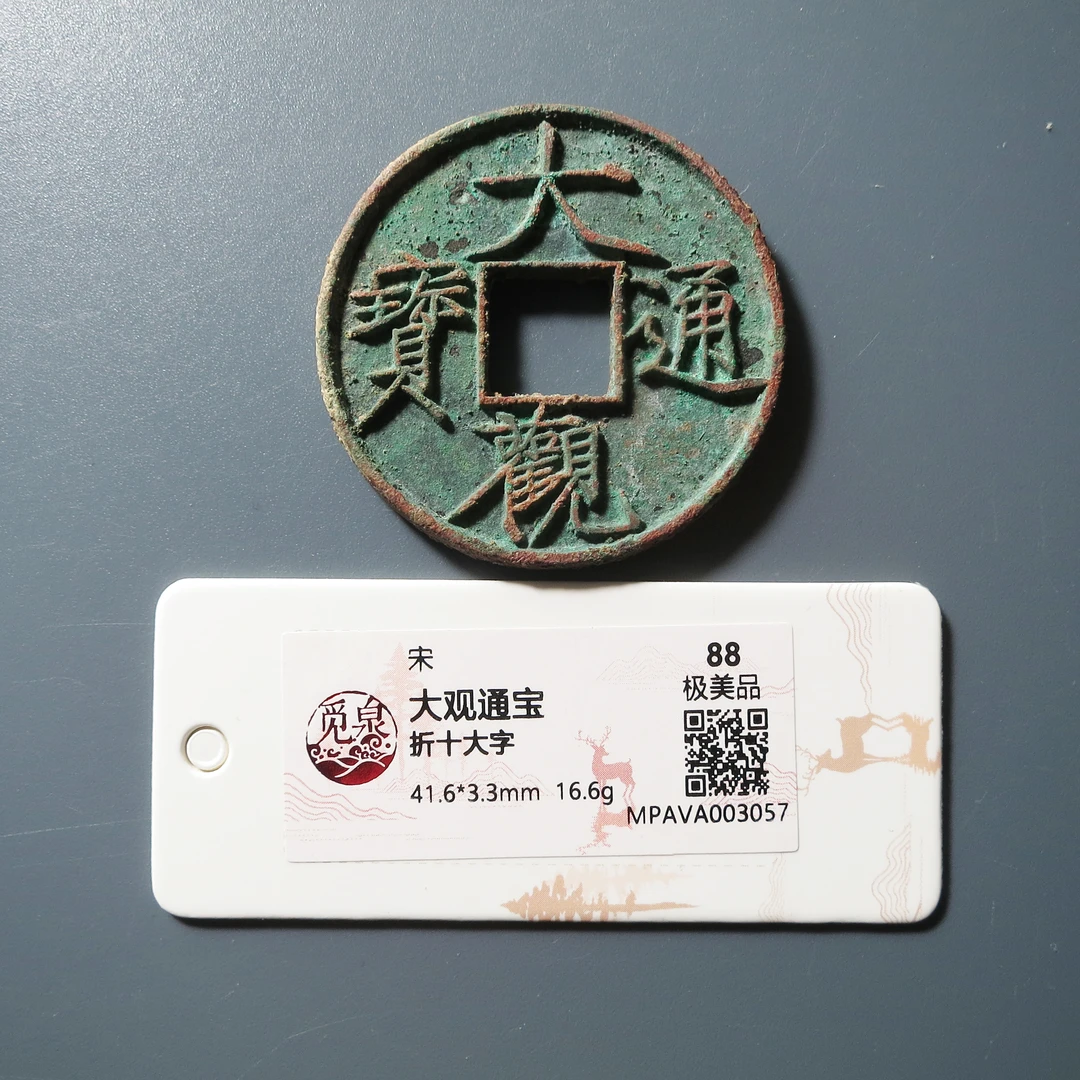 大觀通寶
宋
大观通宝
折十大字
41.6*3.3mm 16.6g
觅泉
88
极美品
MPAVA003057